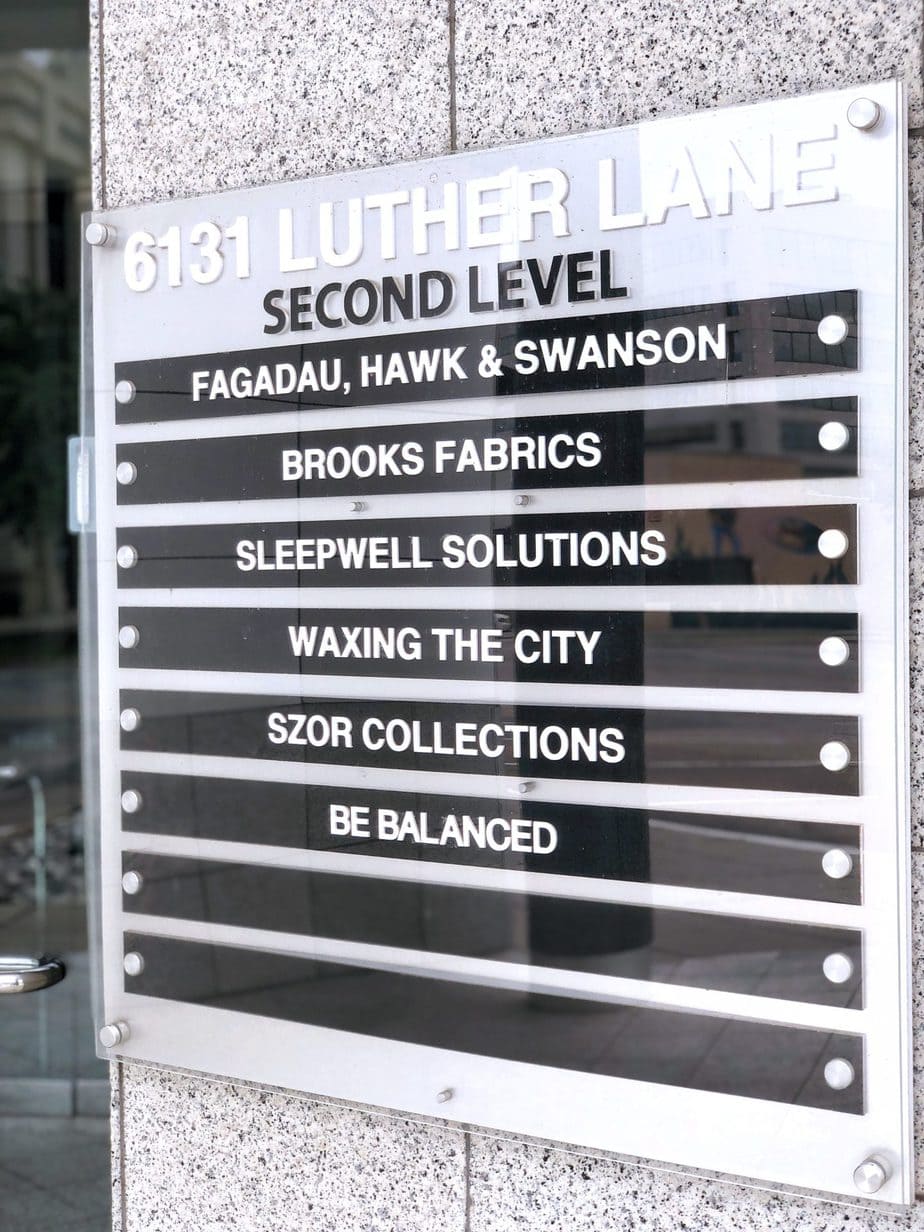 6131 LUTHER LANE
SECOND LEVEL
FAGADAU, HAWK & SWANSON
BROOKS FABRICS
SLEEPWELL SOLUTIONS
WAXING THE CITY
SZOR COLLECTIONS
BE BALANCED